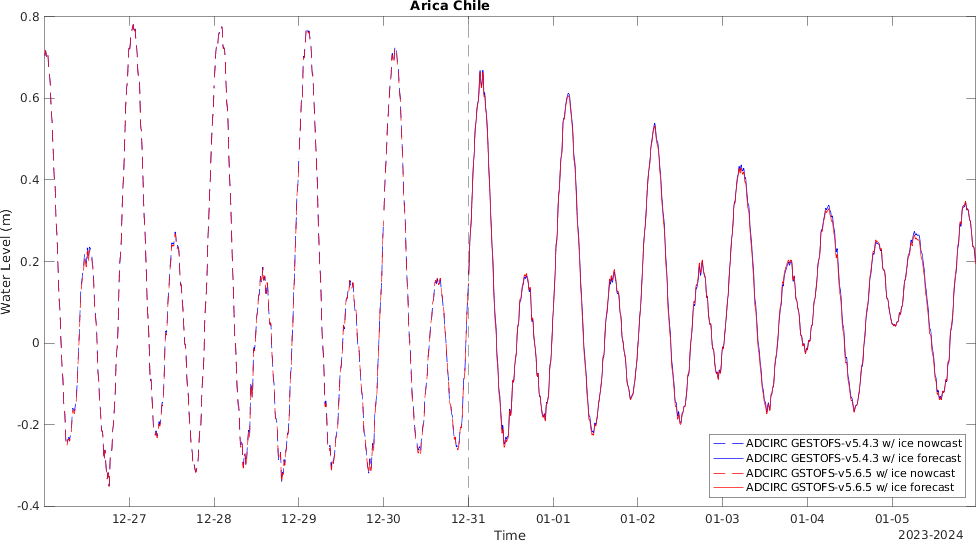 Arica Chile
0.8
0.6
0.4
0.2
0
-0.2
-0.4
Water Level (m)
12-27
12-28
12-29
12-30
12-31
01-01
01-02
01-03
01-04
01-05
Time
2023-2024
ADCIRC GESTOFS-v5.4.3 w/ ice nowcast
ADCIRC GESTOFS-v5.4.3 w/ ice forecast
ADCIRC GSTOFS-v5.6.5 w/ ice nowcast
ADCIRC GSTOFS-v5.6.5 w/ ice forecast